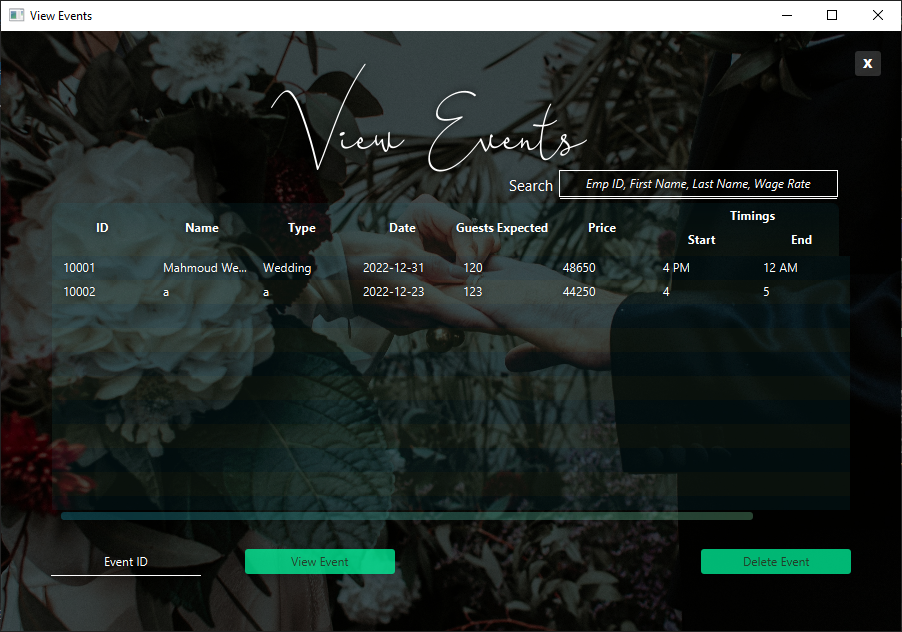 View Events
X
View Events
Search Emp ID, First Name, Last Name, Wage Rate
ID Name Type Date Guests Expected Price Timings
Start End
10001 Mahmoud We... Wedding 2022-12-31 120 48650 4 PM 12 AM
10002 a a 2022-12-23 123 44250 4 5
Event ID View Event Delete Event